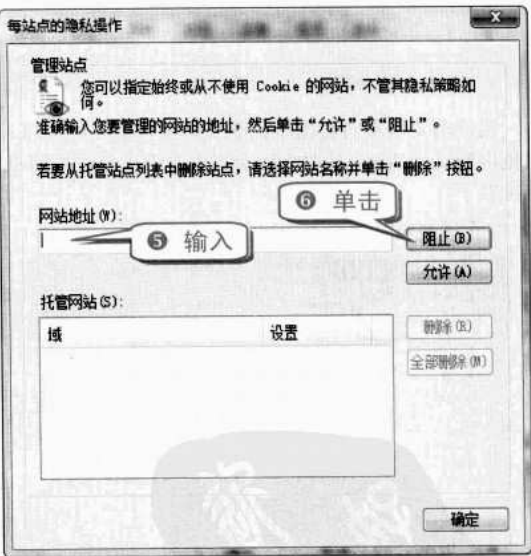 每站点的隐私操作
管理站点
您可以指定始终或从不使用 Cookie 的网站，不管其隐私策略如
何。
准确输入您要管理的网站的地址，然后单击“允许”或“阻止”。
若要从托管站点列表中删除站点，请选择网站名称并单击“删除”按钮。
❻ 单击
网站地址(W):
❺ 输入
阻止(B)
允许(A)
托管网站(S):
域 设置
删除(R)
全部删除(M)
确定